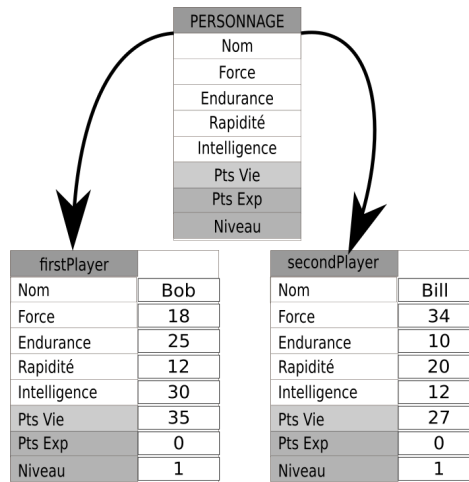 PERSONNAGE
Nom
Force
Endurance
Rapidité
Intelligence
Pts Vie
Pts Exp
Niveau
firstPlayer
Nom Bob
Force 18
Endurance 25
Rapidité 12
Intelligence 30
Pts Vie 35
Pts Exp 0
Niveau 1
secondPlayer
Nom Bill
Force 34
Endurance 10
Rapidité 20
Intelligence 12
Pts Vie 27
Pts Exp 0
Niveau 1